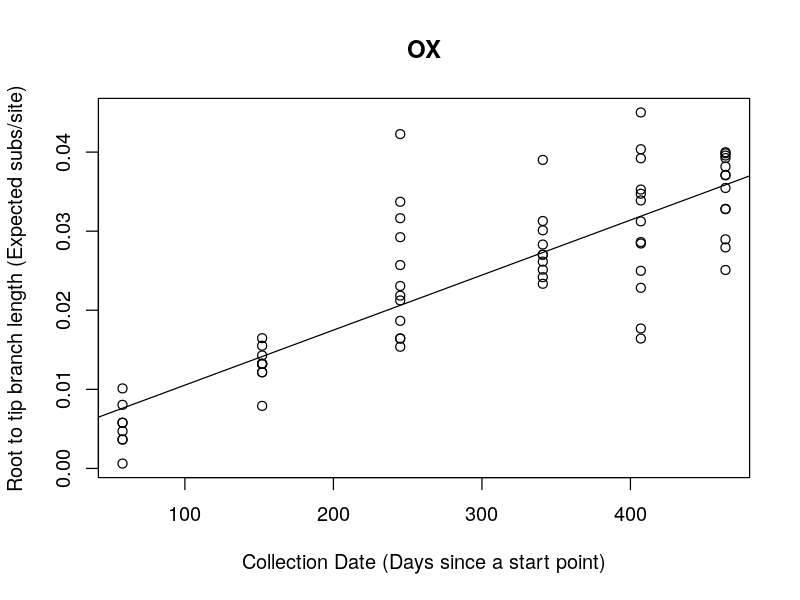 OX
Root to tip branch length (Expected subs/site)
0.04
0.03
0.02
0.01
0.00
100 200 300 400
Collection Date (Days since a start point)